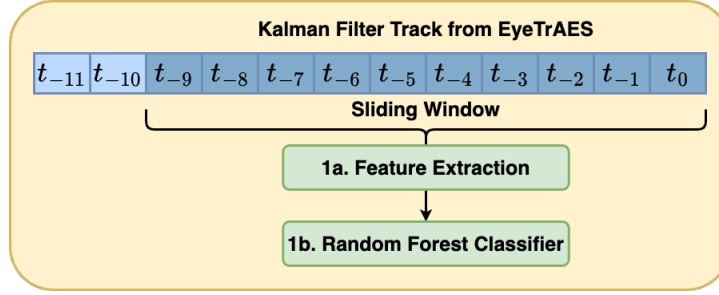 Kalman Filter Track from EyeTrAES
t₋₁₁ t₋₁₀ t₋₉ t₋₈ t₋₇ t₋₆ t₋₅ t₋₄ t₋₃ t₋₂ t₋₁ t₀
Sliding Window
1a. Feature Extraction
1b. Random Forest Classifier